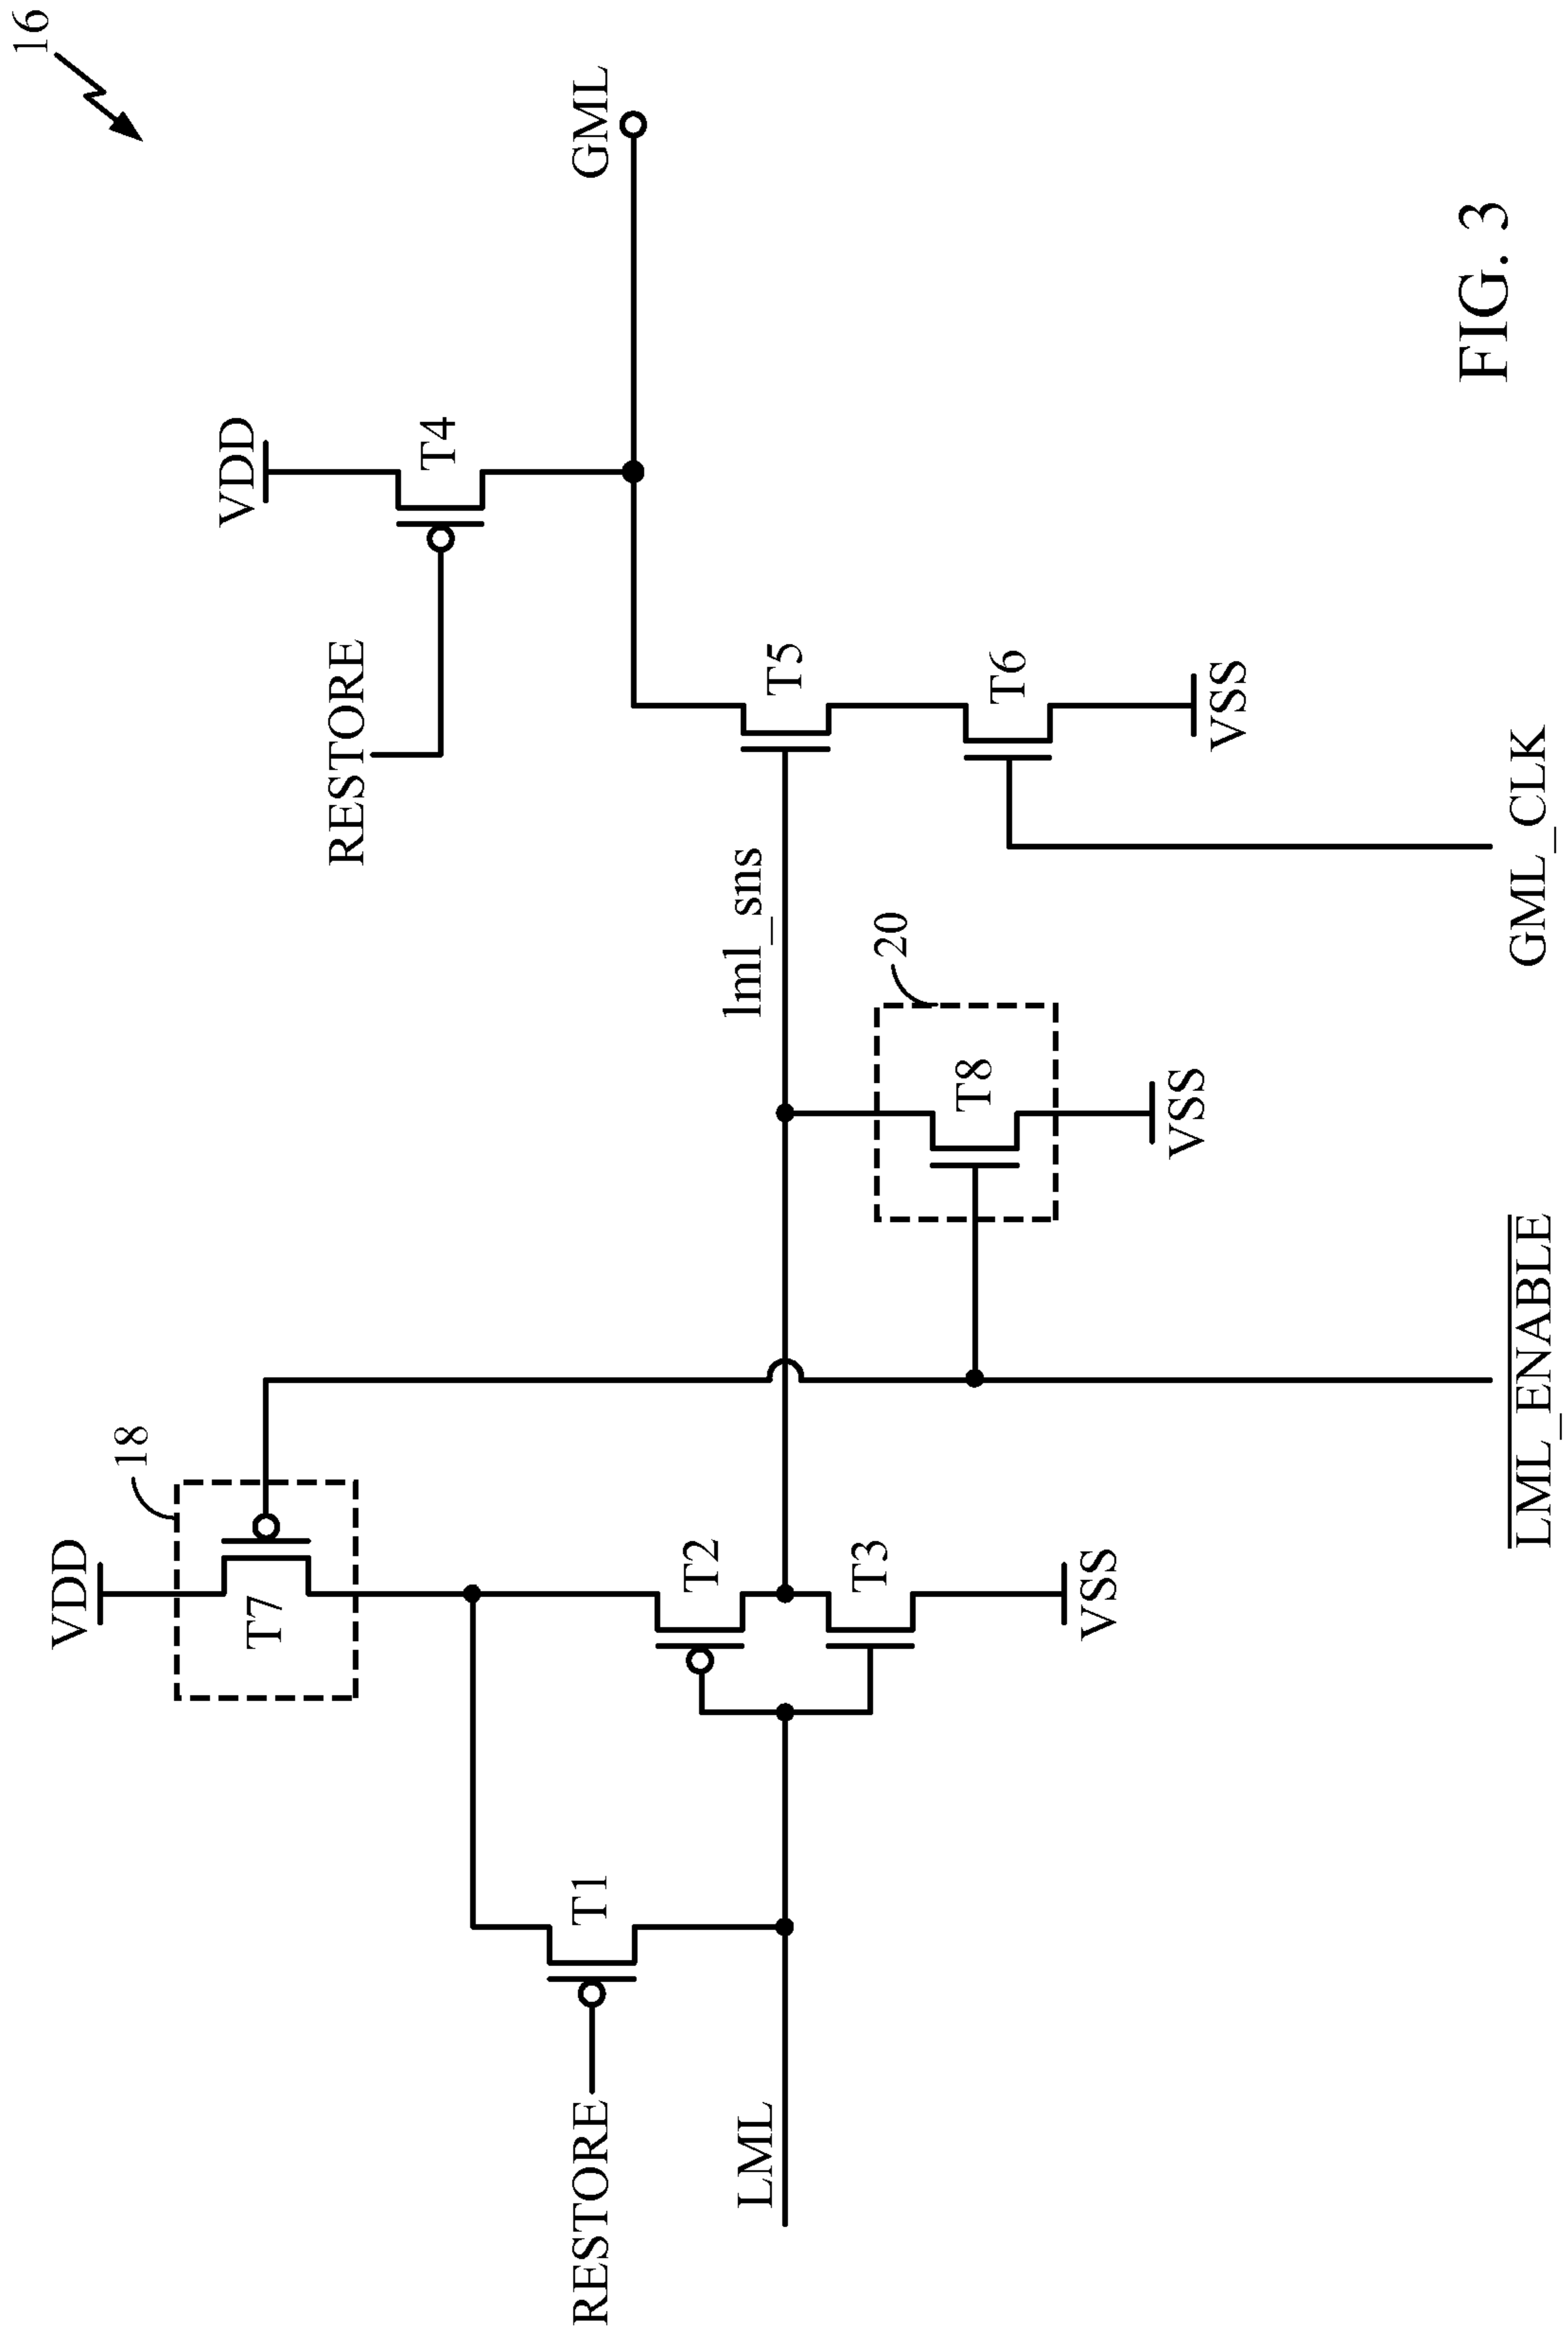 16
VDD
18
T7
VDD
RESTORE
T4
GML
RESTORE
T1
T2
lml_sns
T5
LML
T3
20
T8
T6
VSS
VSS
VSS
LML_ENABLE
GML_CLK
FIG. 3